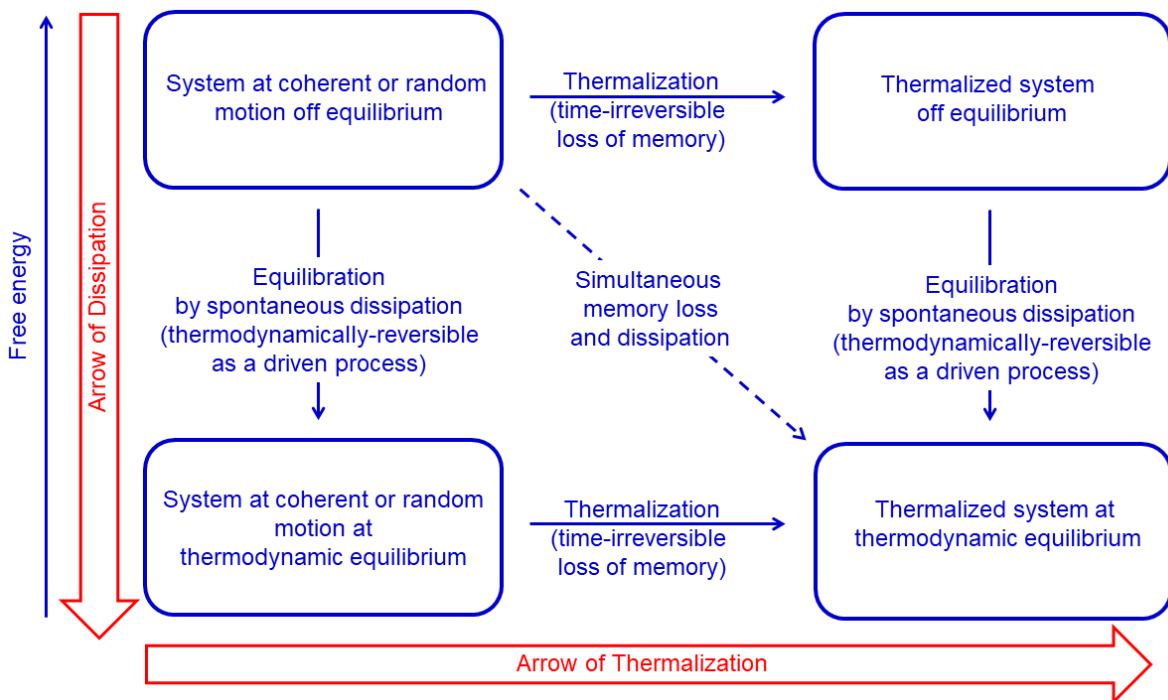 System at coherent or random
motion off equilibrium
Thermalization
(time-irreversible
loss of memory)
Thermalized system
off equilibrium
Free energy
Arrow of Dissipation
Equilibration
by spontaneous dissipation
(thermodynamically-reversible
as a driven process)
Simultaneous
memory loss
and dissipation
Equilibration
by spontaneous dissipation
(thermodynamically-reversible
as a driven process)
System at coherent or random
motion at
thermodynamic equilibrium
Thermalization
(time-irreversible
loss of memory)
Thermalized system at
thermodynamic equilibrium
Arrow of Thermalization